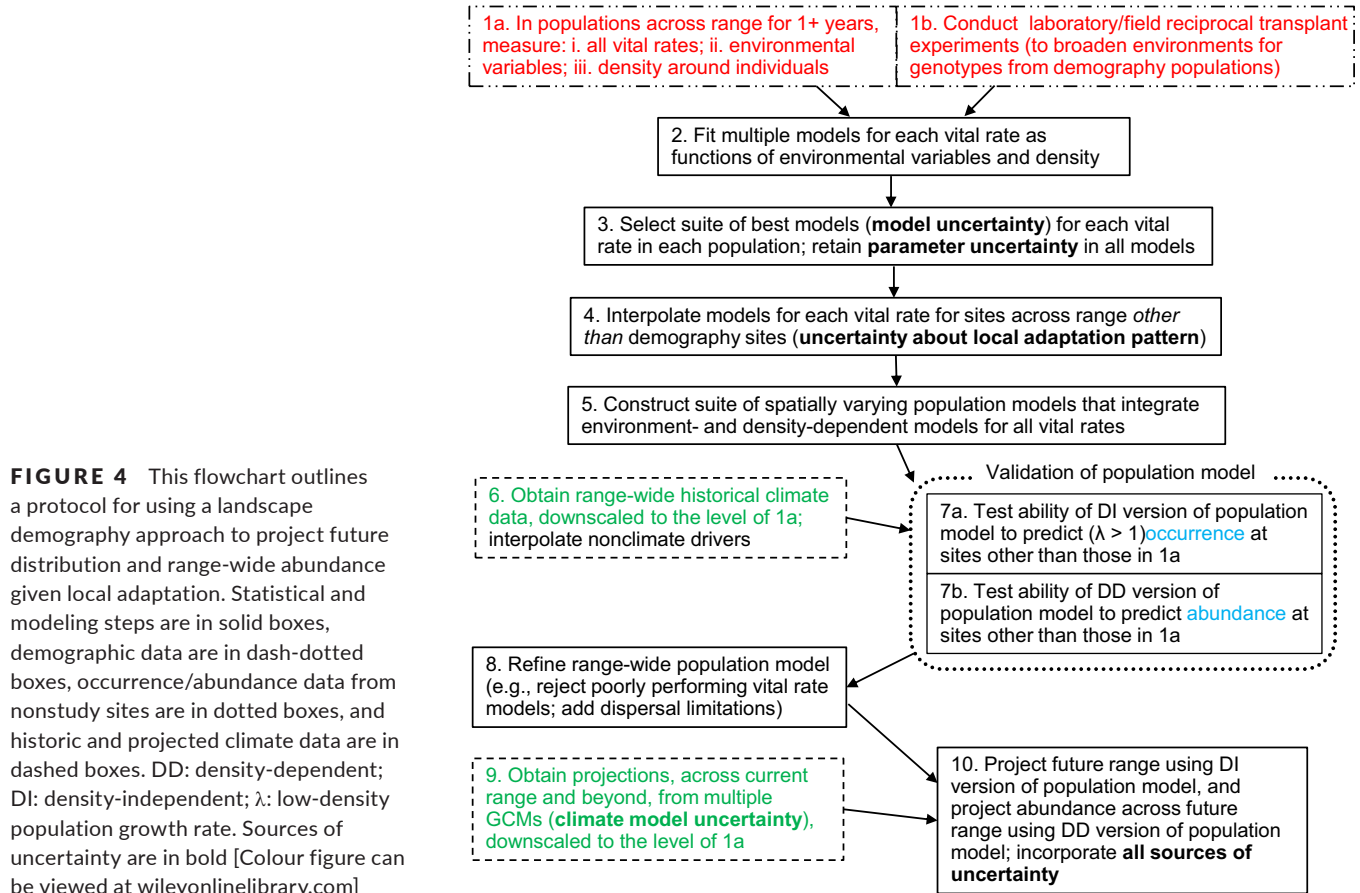 1a. In populations across range for 1+ years,
measure: i. all vital rates; ii. environmental
variables; iii. density around individuals
1b. Conduct laboratory/field reciprocal transplant
experiments (to broaden environments for
genotypes from demography populations)
2. Fit multiple models for each vital rate as
functions of environmental variables and density
3. Select suite of best models (model uncertainty) for each vital
rate in each population; retain parameter uncertainty in all models
4. Interpolate models for each vital rate for sites across range other
than demography sites (uncertainty about local adaptation pattern)
5. Construct suite of spatially varying population models that integrate
environment- and density-dependent models for all vital rates
Validation of population model
6. Obtain range-wide historical climate
data, downscaled to the level of 1a;
interpolate nonclimate drivers
7a. Test ability of DI version of population
model to predict (λ > 1)occurrence at
sites other than those in 1a
7b. Test ability of DD version of
population model to predict abundance at
sites other than those in 1a
8. Refine range-wide population model
(e.g., reject poorly performing vital rate
models; add dispersal limitations)
9. Obtain projections, across current
range and beyond, from multiple
GCMs (climate model uncertainty),
downscaled to the level of 1a
10. Project future range using DI
version of population model, and
project abundance across future
range using DD version of population
model; incorporate all sources of
uncertainty
FIGURE 4 This flowchart outlines
a protocol for using a landscape
demography approach to project future
distribution and range-wide abundance
given local adaptation. Statistical and
modeling steps are in solid boxes,
demographic data are in dash-dotted
boxes, occurrence/abundance data from
nonstudy sites are in dotted boxes, and
historic and projected climate data are in
dashed boxes. DD: density-dependent;
DI: density-independent; λ: low-density
population growth rate. Sources of
uncertainty are in bold [Colour figure can
be viewed at wileyonlinelibrary.com]